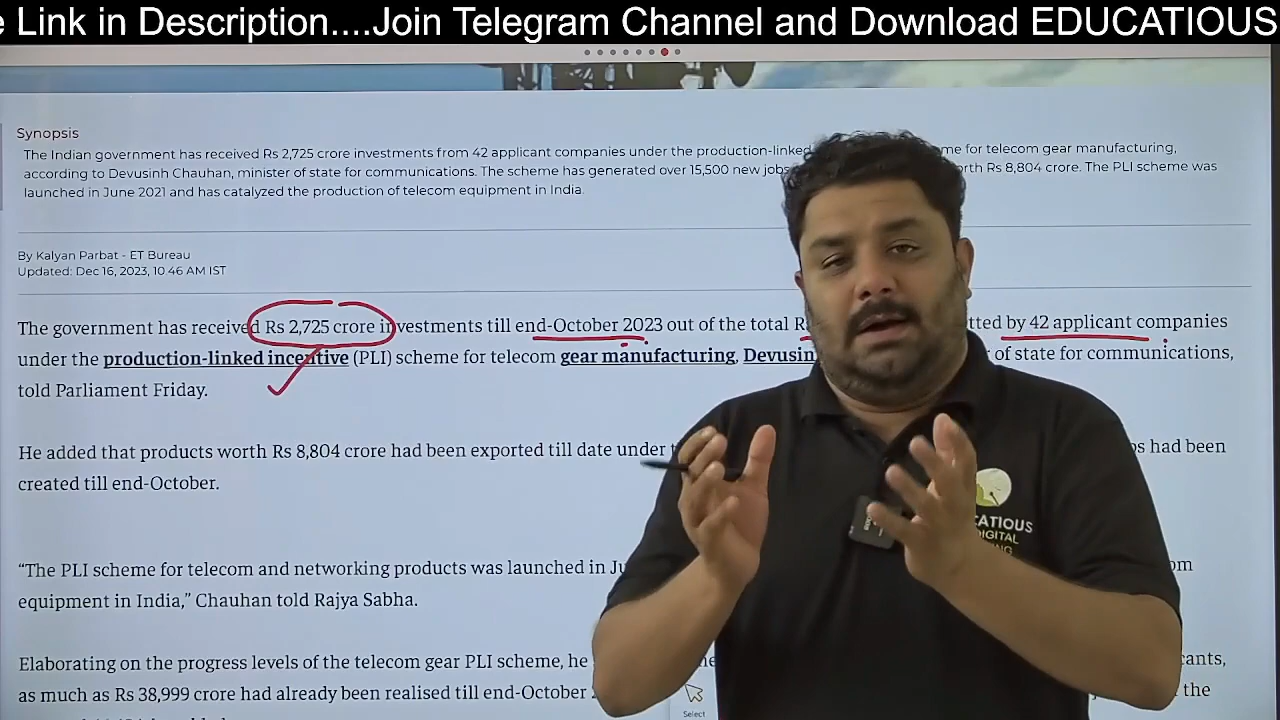 e Link in Description....Join Telegram Channel and Download EDUCATIOUS
Synopsis
The Indian government has received Rs 2,725 crore investments from 42 applicant companies under the production-linked me for telecom gear manufacturing,
according to Devusinh Chauhan, minister of state for communications. The scheme has generated over 15,500 new jobs rth Rs 8,804 crore. The PLI scheme was
launched in June 2021 and has catalyzed the production of telecom equipment in India.
By Kalyan Parbat - ET Bureau
Updated: Dec 16, 2023, 10:46 AM IST
The government has received Rs 2,725 crore investments till end-October 2023 out of the total R tted by 42 applicant companies
under the production-linked incentive (PLI) scheme for telecom gear manufacturing, Devusin of state for communications,
told Parliament Friday.
He added that products worth Rs 8,804 crore had been exported till date under bs had been
created till end-October.
“The PLI scheme for telecom and networking products was launched in Ju om
equipment in India,” Chauhan told Rajya Sabha.
Elaborating on the progress levels of the telecom gear PLI scheme, he cants,
as much as Rs 38,999 crore had already been realised till end-October the
CATIOUS
DIGITAL
Select